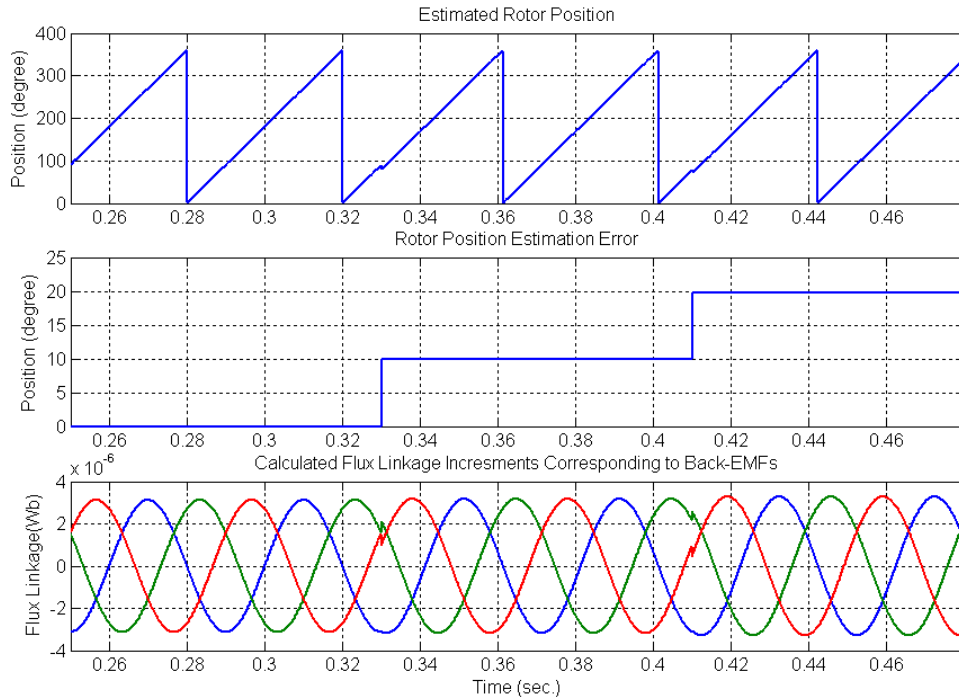 Estimated Rotor Position
Position (degree)
400
300
200
100
0
0.26 0.28 0.3 0.32 0.34 0.36 0.38 0.4 0.42 0.44 0.46
Rotor Position Estimation Error
Position (degree)
25
20
15
10
5
0
0.26 0.28 0.3 0.32 0.34 0.36 0.38 0.4 0.42 0.44 0.46
x 10^-6
Calculated Flux Linkage Incresments Corresponding to Back-EMFs
Flux Linkage(Wb)
4
2
0
-2
-4
0.26 0.28 0.3 0.32 0.34 0.36 0.38 0.4 0.42 0.44 0.46
Time (sec.)